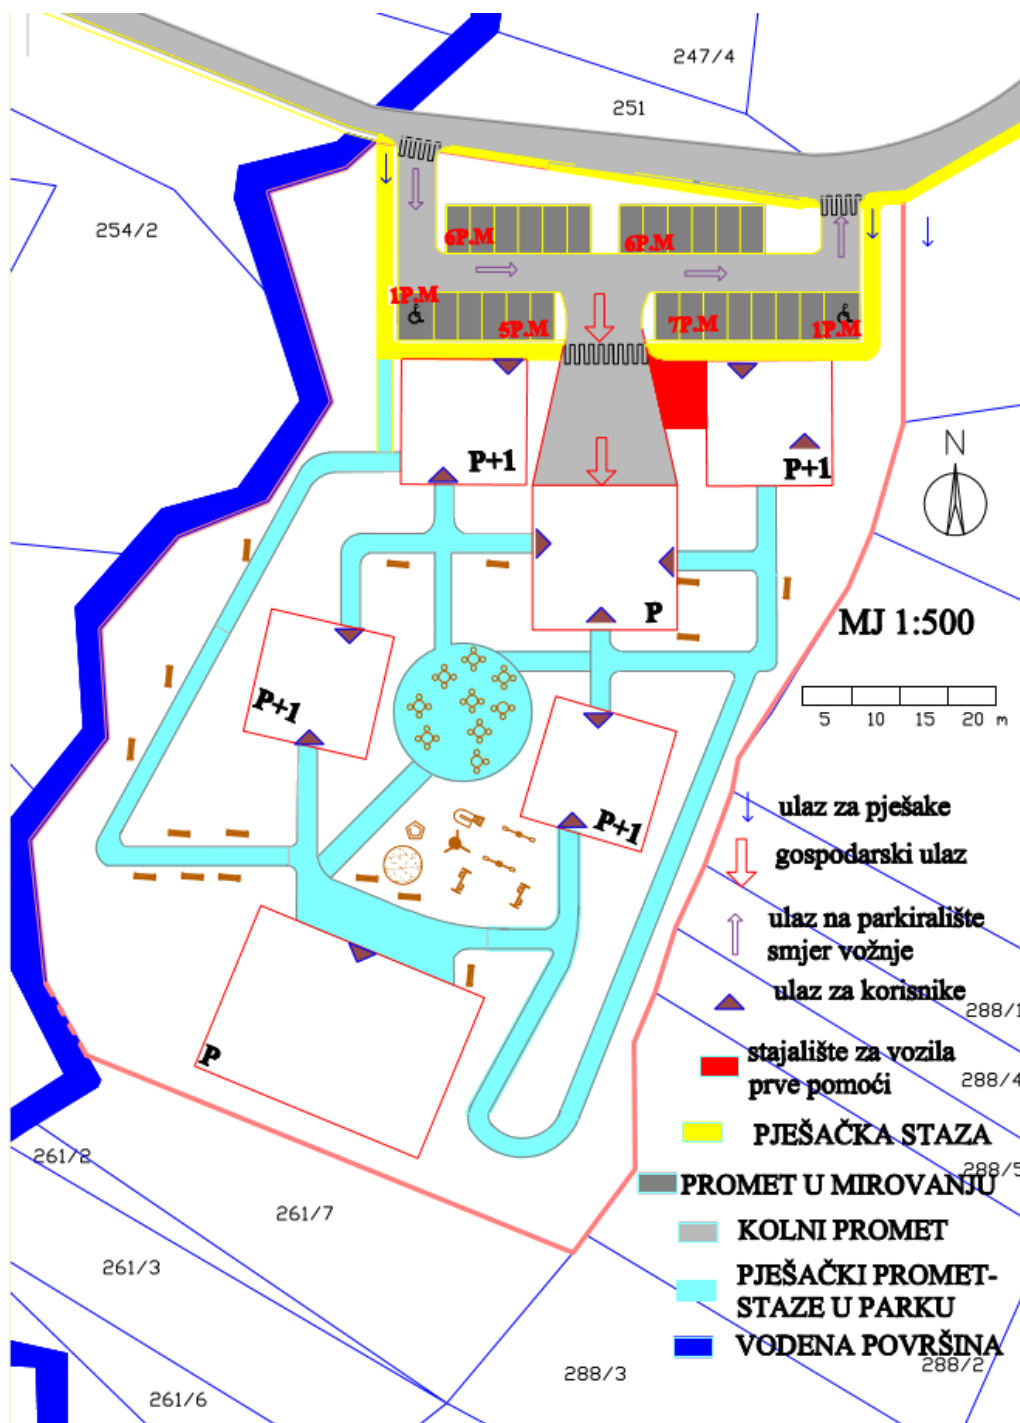 247/4
251
254/2
6P.M
6P.M
1P.M
5P.M
7P.M
1P.M
P+1
P+1
N
P
MJ 1:500
5 10 15 20 m
P+1
P+1
P
ulaz za pješake
gospodarski ulaz
ulaz na parkiralište
smjer vožnje
ulaz za korisnike
288/1
stajalište za vozila
prve pomoći
288/4
PJEŠAČKA STAZA
288/5
PROMET U MIROVANJU
KOLNI PROMET
PJEŠAČKI PROMET-
STAZE U PARKU
VODENA POVRŠINA
288/2
261/2
261/7
261/3
288/3
261/6